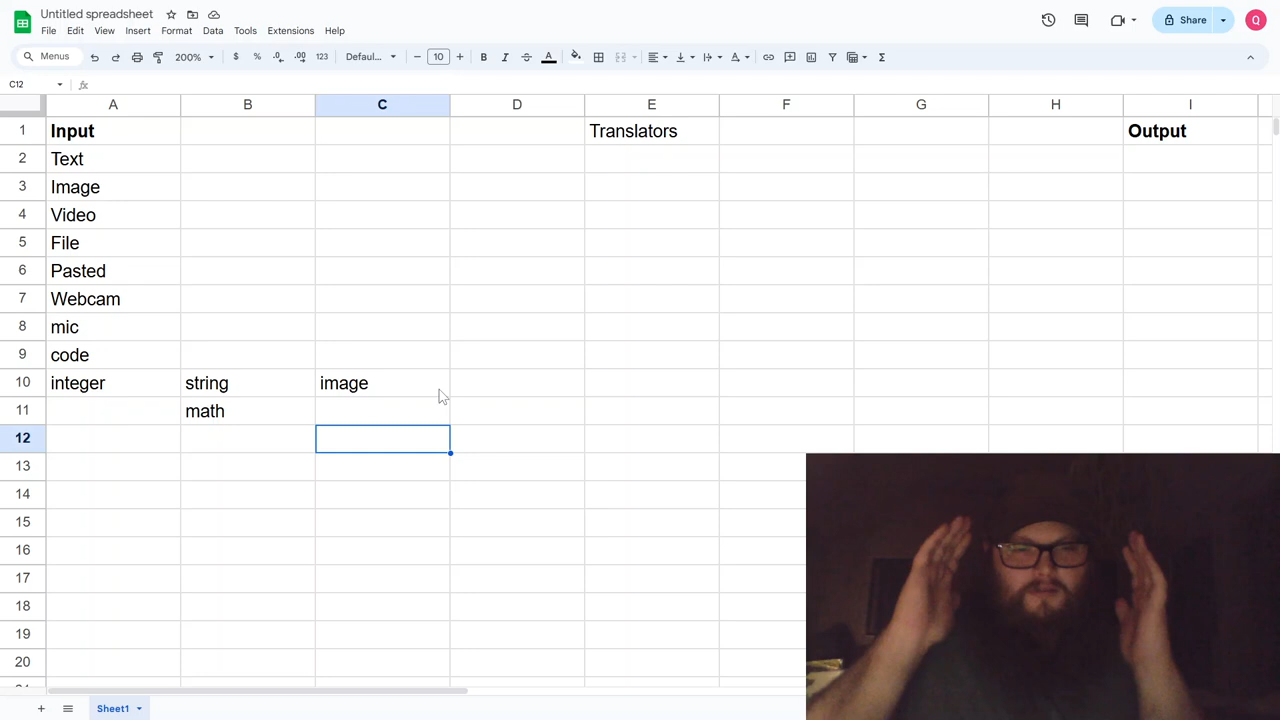 Untitled spreadsheet
File Edit View Insert Format Data Tools Extensions Help
Share
Q
Menus 200% $ % .0 .00 123 Defaul... 10 B I A Σ
C12 fx
A B C D E F G H I
1 Input Translators Output
2 Text
3 Image
4 Video
5 File
6 Pasted
7 Webcam
8 mic
9 code
10 integer string image
11 math
12
13
14
15
16
17
18
19
20
Sheet1